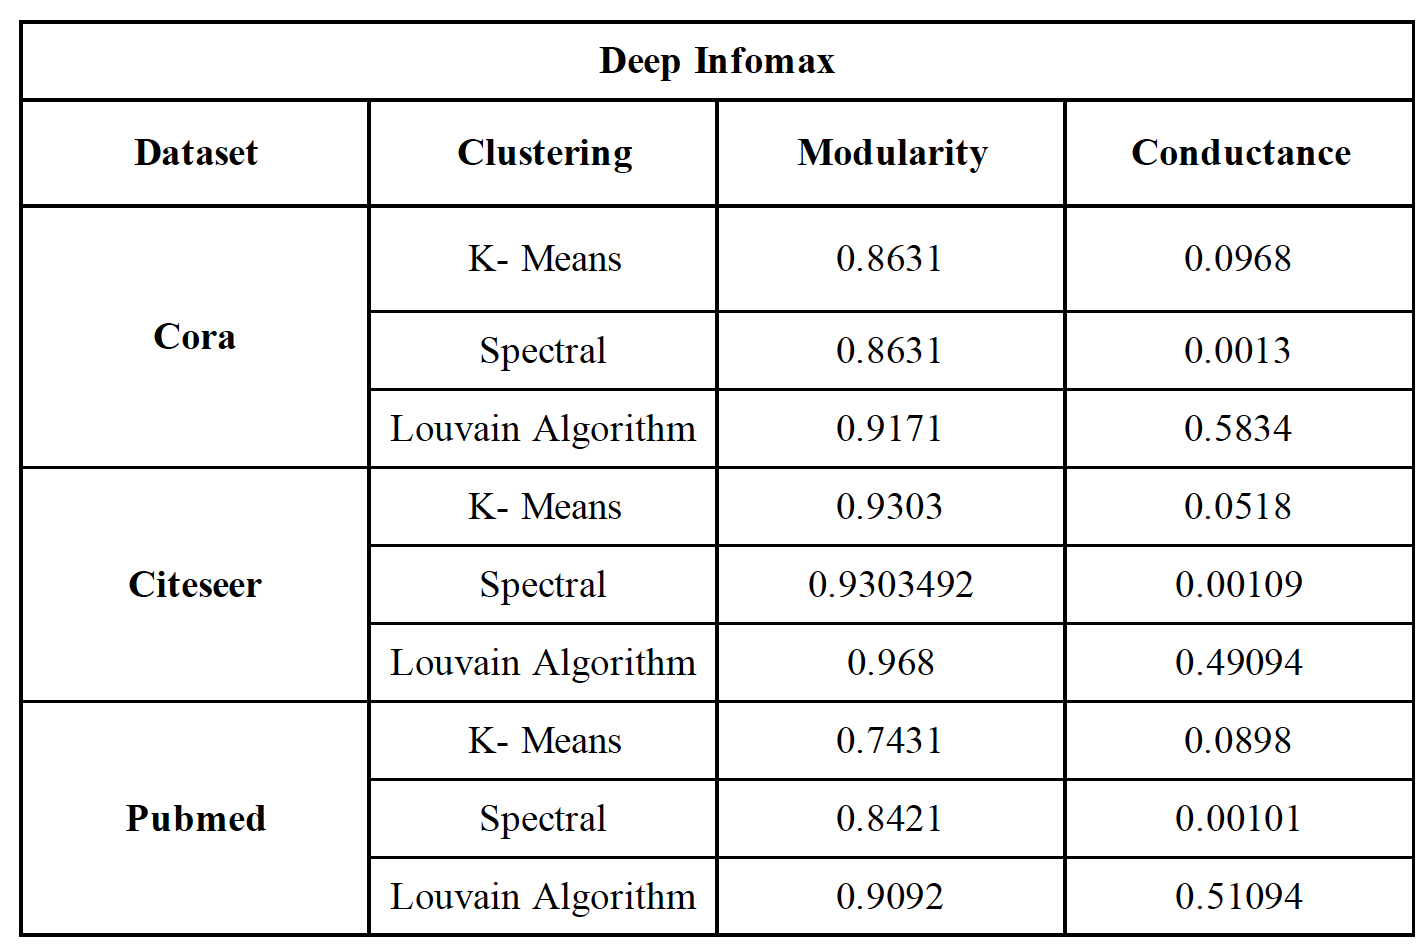 Deep Infomax
Dataset Clustering Modularity Conductance
Cora
K- Means 0.8631 0.0968
Spectral 0.8631 0.0013
Louvain Algorithm 0.9171 0.5834
Citeseer
K- Means 0.9303 0.0518
Spectral 0.9303492 0.00109
Louvain Algorithm 0.968 0.49094
Pubmed
K- Means 0.7431 0.0898
Spectral 0.8421 0.00101
Louvain Algorithm 0.9092 0.51094